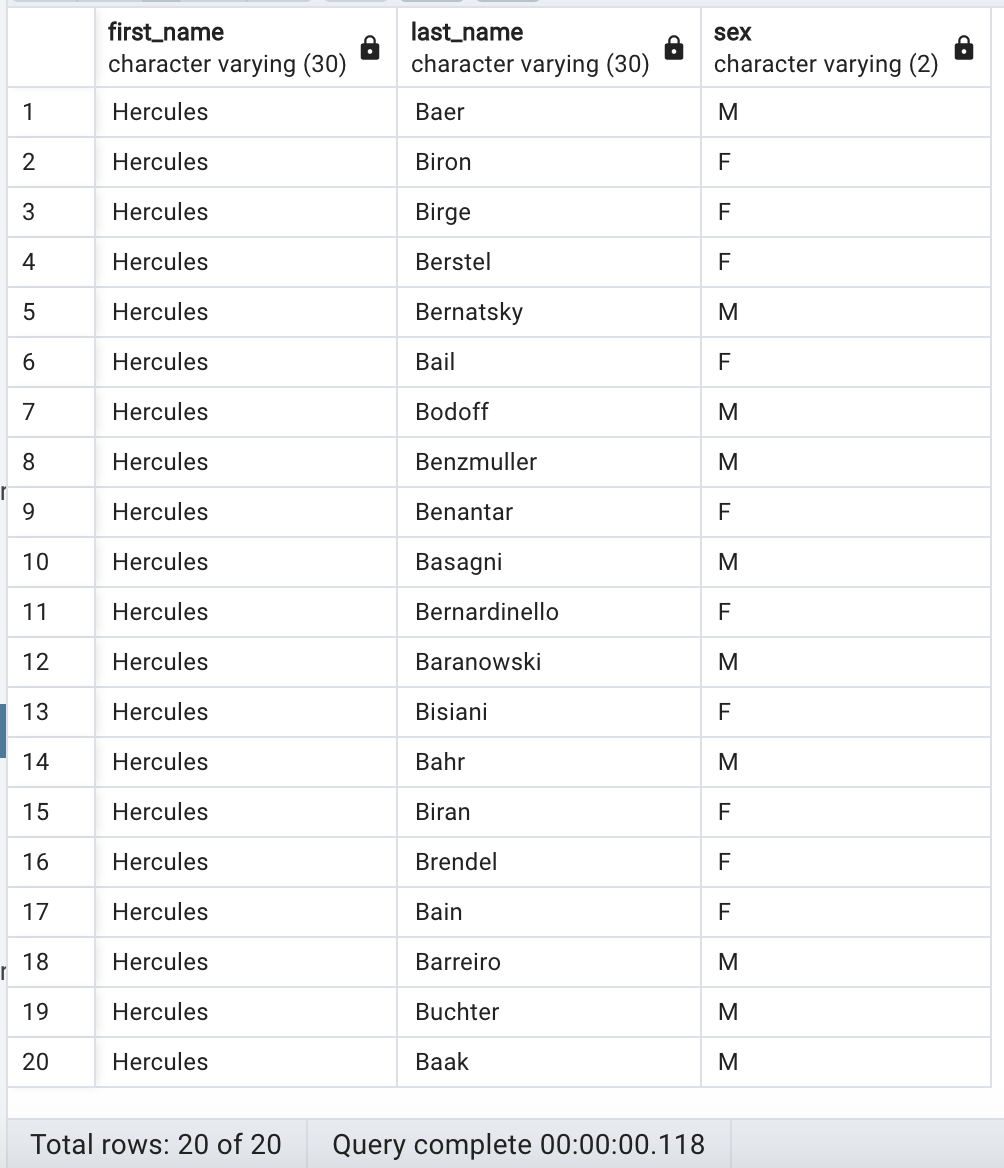 first_name last_name sex
character varying (30) character varying (30) character varying (2)
1 Hercules Baer M
2 Hercules Biron F
3 Hercules Birge F
4 Hercules Berstel F
5 Hercules Bernatsky M
6 Hercules Bail F
7 Hercules Bodoff M
8 Hercules Benzmuller M
9 Hercules Benantar F
10 Hercules Basagni M
11 Hercules Bernardinello F
12 Hercules Baranowski M
13 Hercules Bisiani F
14 Hercules Bahr M
15 Hercules Biran F
16 Hercules Brendel F
17 Hercules Bain F
18 Hercules Barreiro M
19 Hercules Buchter M
20 Hercules Baak M
Total rows: 20 of 20 Query complete 00:00:00.118